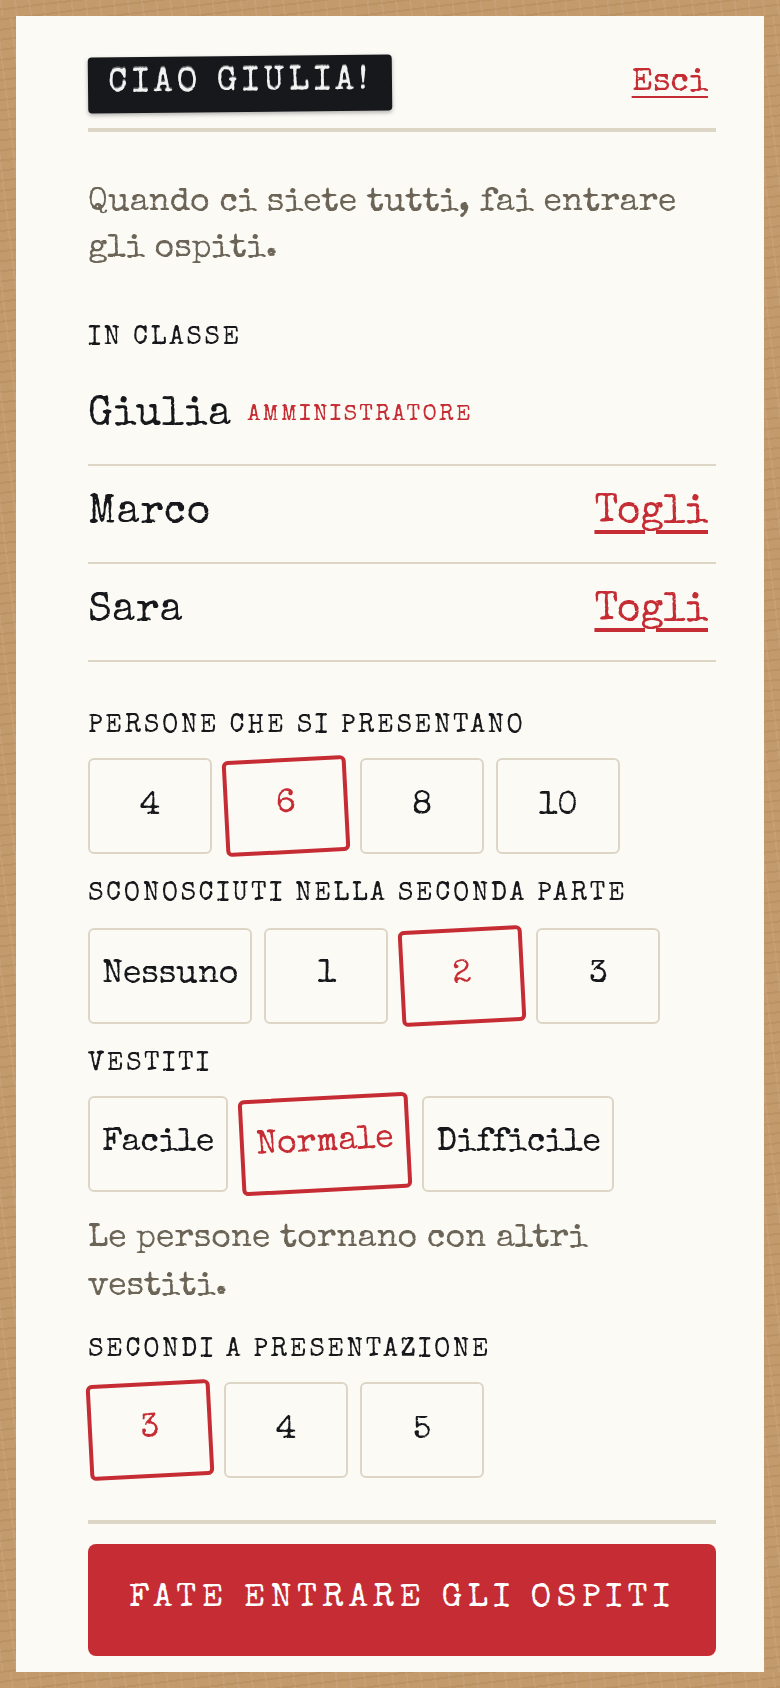 CIAO GIULIA!
Esci
Quando ci siete tutti, fai entrare
gli ospiti.
IN CLASSE
Giulia AMMINISTRATORE
Marco Togli
Sara Togli
PERSONE CHE SI PRESENTANO
4 6 8 10
SCONOSCIUTI NELLA SECONDA PARTE
Nessuno 1 2 3
VESTITI
Facile Normale Difficile
Le persone tornano con altri
vestiti.
SECONDI A PRESENTAZIONE
3 4 5
FATE ENTRARE GLI OSPITI